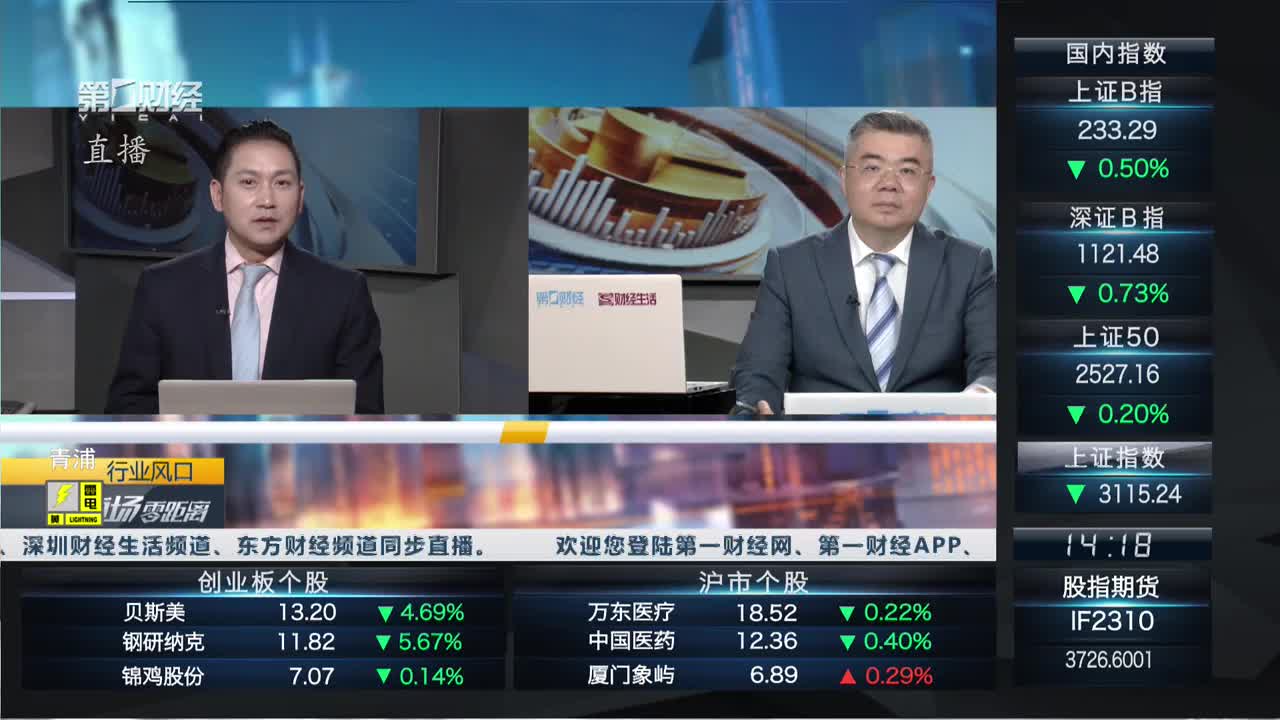 第一财经
YICAI
直播
第一财经 财经生活
青浦
行业风口
雷电
黄 LIGHTNING
市场零距离
、深圳财经生活频道、东方财经频道同步直播。 欢迎您登陆第一财经网、第一财经APP、
创业板个股
贝斯美 13.20 ▼4.69%
钢研纳克 11.82 ▼5.67%
锦鸡股份 7.07 ▼0.14%
沪市个股
万东医疗 18.52 ▼0.22%
中国医药 12.36 ▼0.40%
厦门象屿 6.89 ▲0.29%
国内指数
上证B指
233.29
▼ 0.50%
深证B指
1121.48
▼ 0.73%
上证50
2527.16
▼ 0.20%
上证指数
▼ 3115.24
14:18
股指期货
IF2310
3726.6001